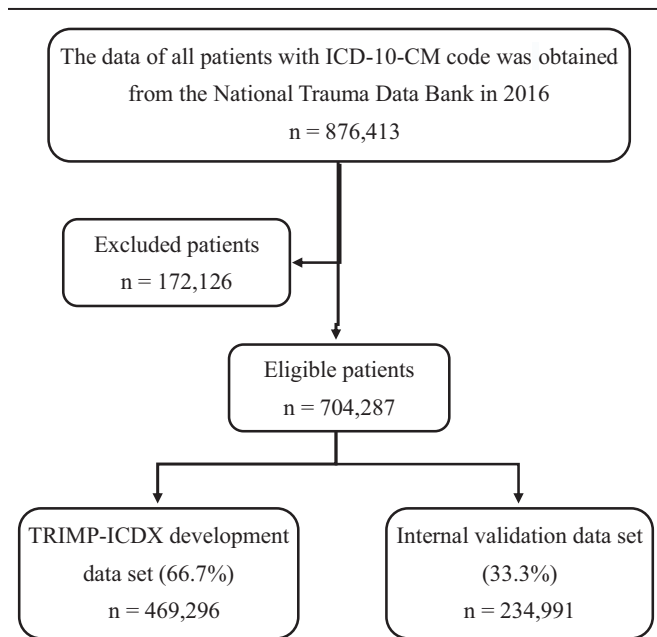 The data of all patients with ICD-10-CM code was obtained
from the National Trauma Data Bank in 2016
n = 876,413
Excluded patients
n = 172,126
Eligible patients
n = 704,287
TRIMP-ICDX development
data set (66.7%)
n = 469,296
Internal validation data set
(33.3%)
n = 234,991